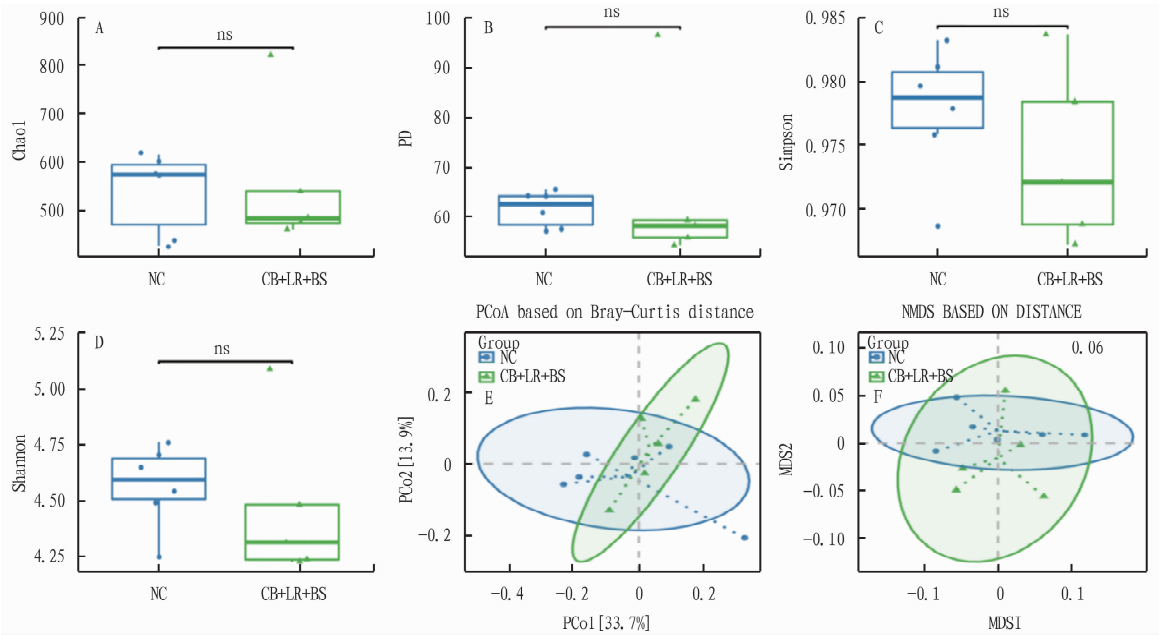 A
ns
Chao1
900
800
700
600
500
NC
CB+LR+BS
B
ns
PD
100
90
80
70
60
NC
CB+LR+BS
C
ns
Simpson
0.985
0.980
0.975
0.970
NC
CB+LR+BS
D
ns
Shannon
5.25
5.00
4.75
4.50
4.25
NC
CB+LR+BS
PCoA based on Bray-Curtis distance
Group
NC
CB+LR+BS
E
PCo2[13.9%]
0.2
0
-0.2
-0.4
-0.2
0
0.2
PCo1[33.7%]
NMDS BASED ON DISTANCE
Group
NC
CB+LR+BS
F
0.06
MDS2
0.10
0.05
0
-0.05
-0.10
-0.1
0
0.1
MDS1